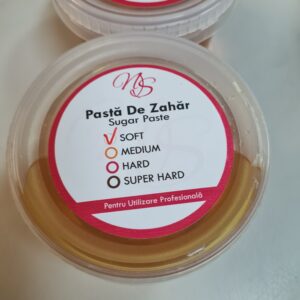 NS
Pastă De Zahăr
Sugar Paste
SOFT
MEDIUM
HARD
SUPER HARD
Pentru Utilizare Profesională